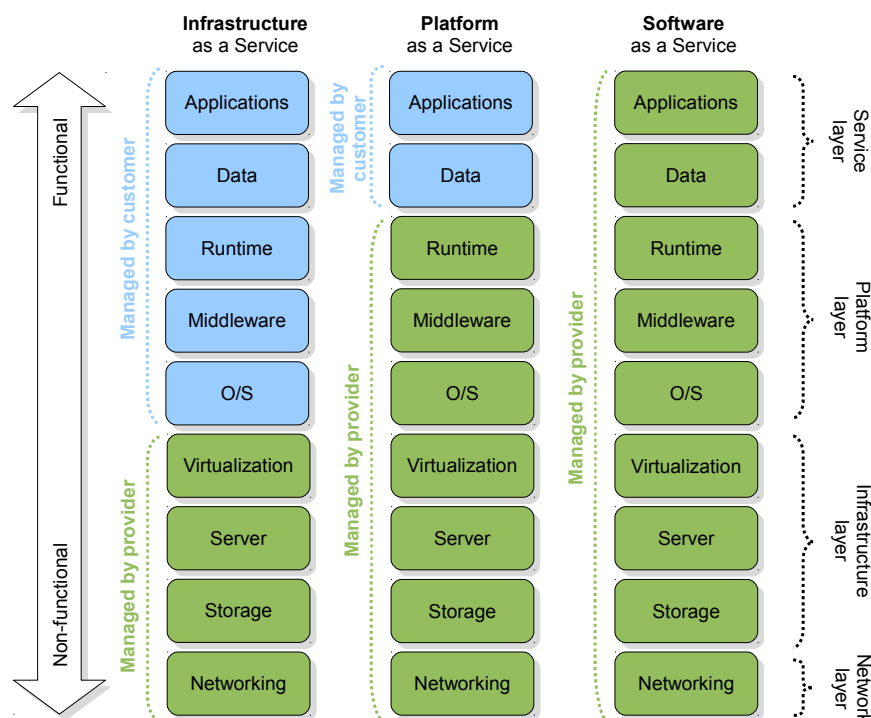 Infrastructure
as a Service
Platform
as a Service
Software
as a Service
Functional
Non-functional
Managed by customer
Managed by provider
Applications
Data
Runtime
Middleware
O/S
Virtualization
Server
Storage
Networking
Managed by
customer
Managed by provider
Applications
Data
Runtime
Middleware
O/S
Virtualization
Server
Storage
Networking
Managed by provider
Applications
Data
Runtime
Middleware
O/S
Virtualization
Server
Storage
Networking
Service
layer
Platform
layer
Infrastructure
layer
Network
layer